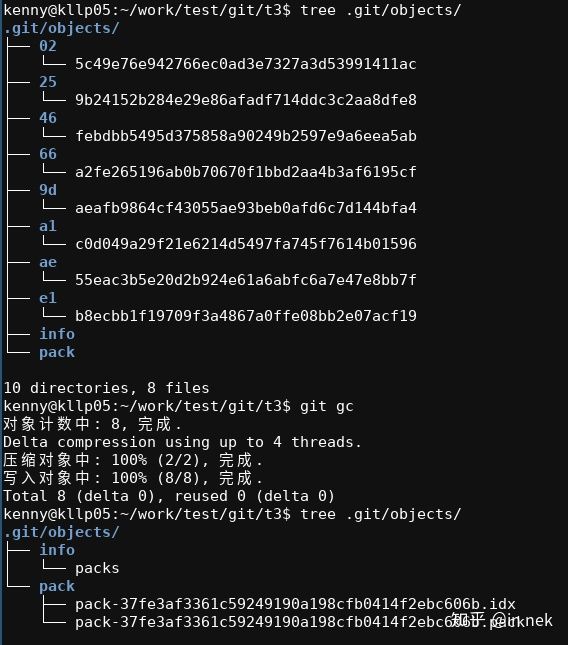 kenny@kllp05:~/work/test/git/t3$ tree .git/objects/
.git/objects/
├── 02
│   └── 5c49e76e942766ec0ad3e7327a3d53991411ac
├── 25
│   └── 9b24152b284e29e86afadf714ddc3c2aa8dfe8
├── 46
│   └── febdbb5495d375858a90249b2597e9a6eea5ab
├── 66
│   └── a2fe265196ab0b70670f1bbd2aa4b3af6195cf
├── 9d
│   └── aeafb9864cf43055ae93beb0afd6c7d144bfa4
├── a1
│   └── c0d049a29f21e6214d5497fa745f7614b01596
├── ae
│   └── 55eac3b5e20d2b924e61a6abfc6a7e47e8bb7f
├── e1
│   └── b8ecbb1f19709f3a4867a0ffe08bb2e07acf19
├── info
└── pack

10 directories, 8 files
kenny@kllp05:~/work/test/git/t3$ git gc
对象计数中: 8, 完成.
Delta compression using up to 4 threads.
压缩对象中: 100% (2/2), 完成.
写入对象中: 100% (8/8), 完成.
Total 8 (delta 0), reused 0 (delta 0)
kenny@kllp05:~/work/test/git/t3$ tree .git/objects/
.git/objects/
├── info
│   └── packs
└── pack
    ├── pack-37fe3af3361c59249190a198cfb0414f2ebc606b.idx
    └── pack-37fe3af3361c59249190a198cfb0414f2ebc606b.pack
知乎 @in.nek